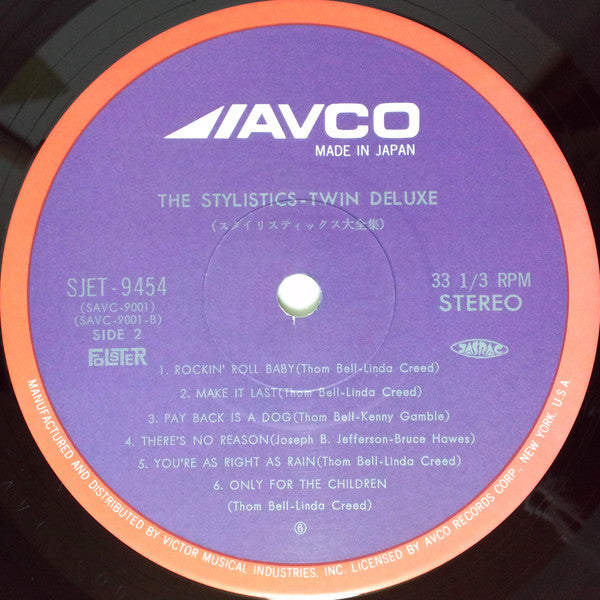 AVCO
MADE IN JAPAN
THE STYLISTICS-TWIN DELUXE
(スタイリスティックス大全集)
SJET-9454
(SAVC-9001)
(SAVC-9001-B)
SIDE 2
FOLSTER
33 1/3 RPM
STEREO
JASRAC
1. ROCKIN' ROLL BABY(Thom Bell-Linda Creed)
2. MAKE IT LAST(Thom Bell-Linda Creed)
3. PAY BACK IS A DOG(Thom Bell-Kenny Gamble)
4. THERE'S NO REASON(Joseph B. Jefferson-Bruce Hawes)
5. YOU'RE AS RIGHT AS RAIN(Thom Bell-Linda Creed)
6. ONLY FOR THE CHILDREN
(Thom Bell-Linda Creed)
⑥
MANUFACTURED AND DISTRIBUTED BY VICTOR MUSICAL INDUSTRIES, INC. LICENSED BY AVCO RECORDS CORP., NEW YORK, U.S.A.